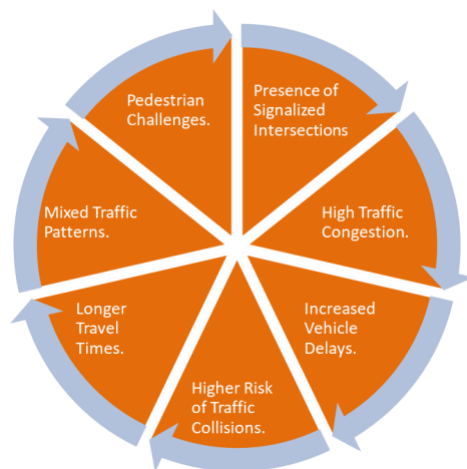 Presence of
Signalized
Intersections
High Traffic
Congestion.
Increased
Vehicle
Delays.
Higher Risk
of Traffic
Collisions.
Longer
Travel
Times.
Mixed Traffic
Patterns.
Pedestrian
Challenges.